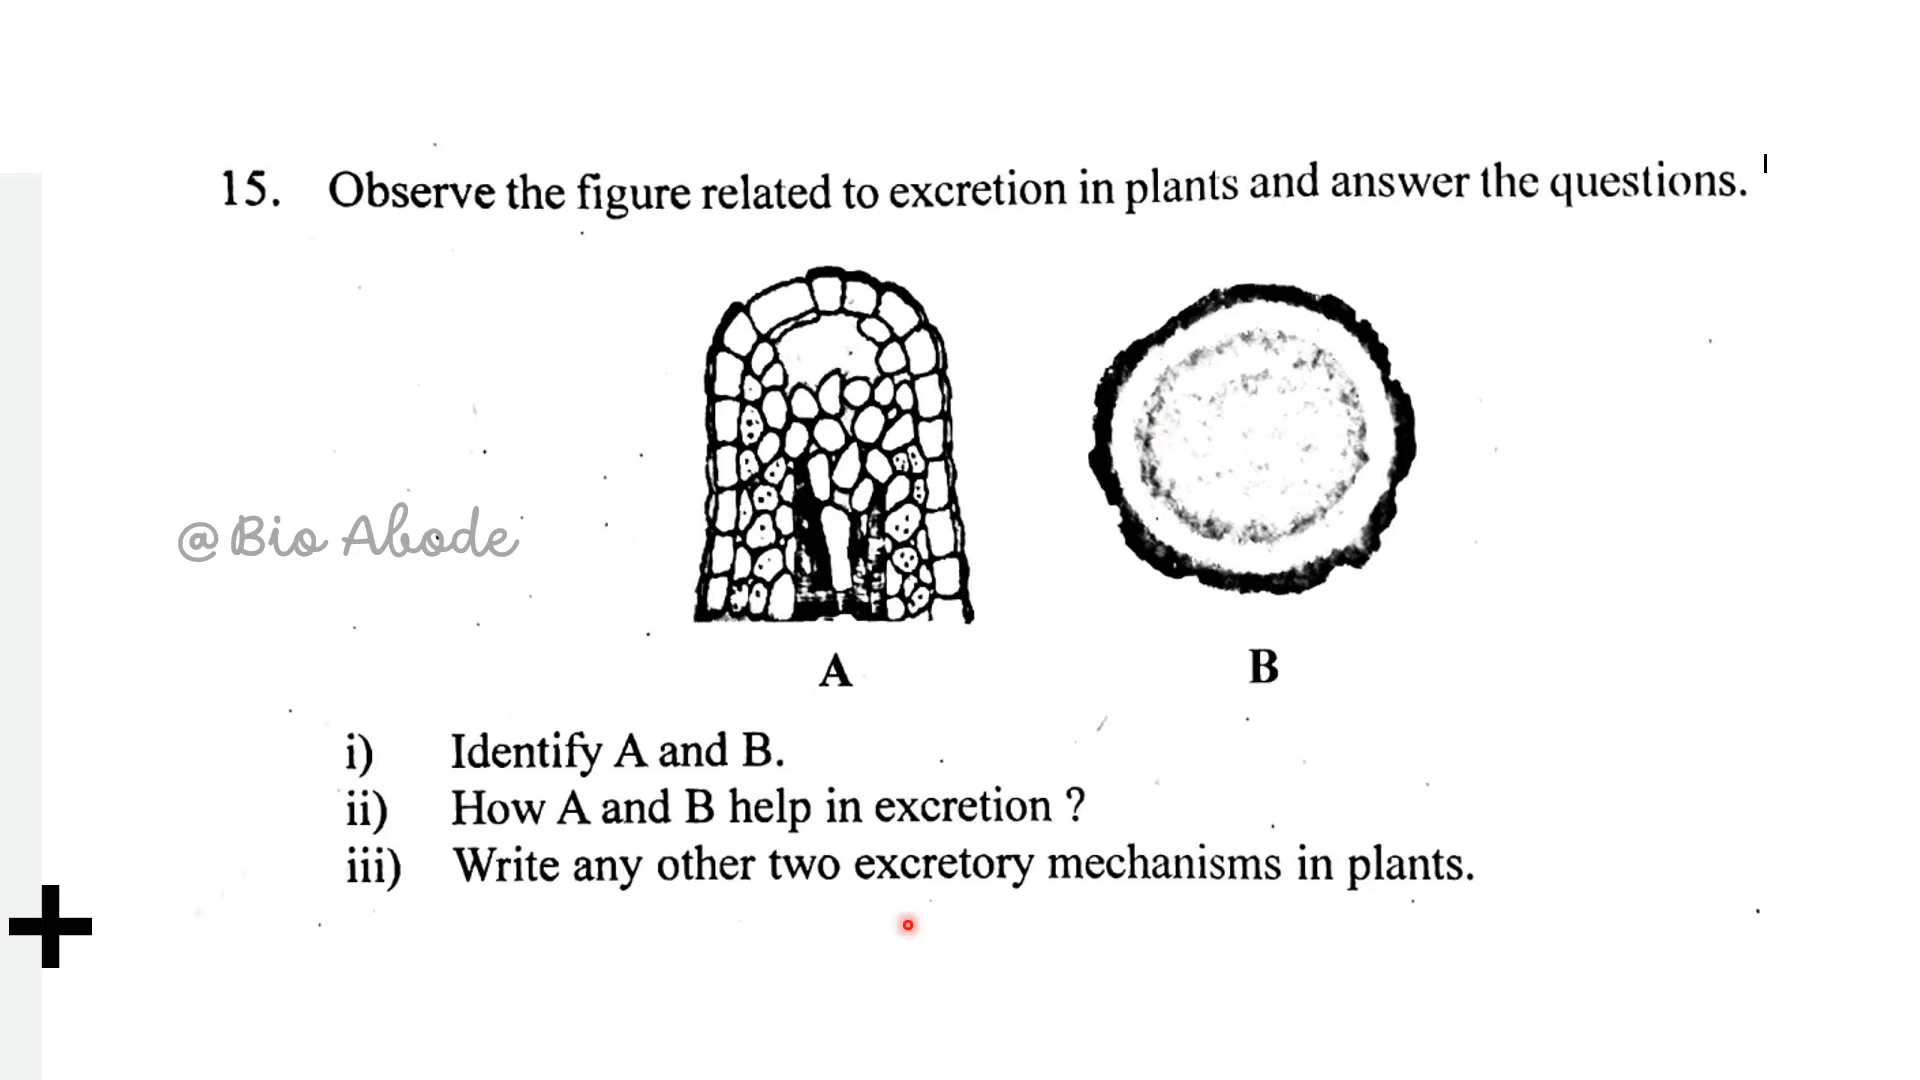 15. Observe the figure related to excretion in plants and answer the questions.
@Bio Abode
A
B
i) Identify A and B.
ii) How A and B help in excretion ?
iii) Write any other two excretory mechanisms in plants.